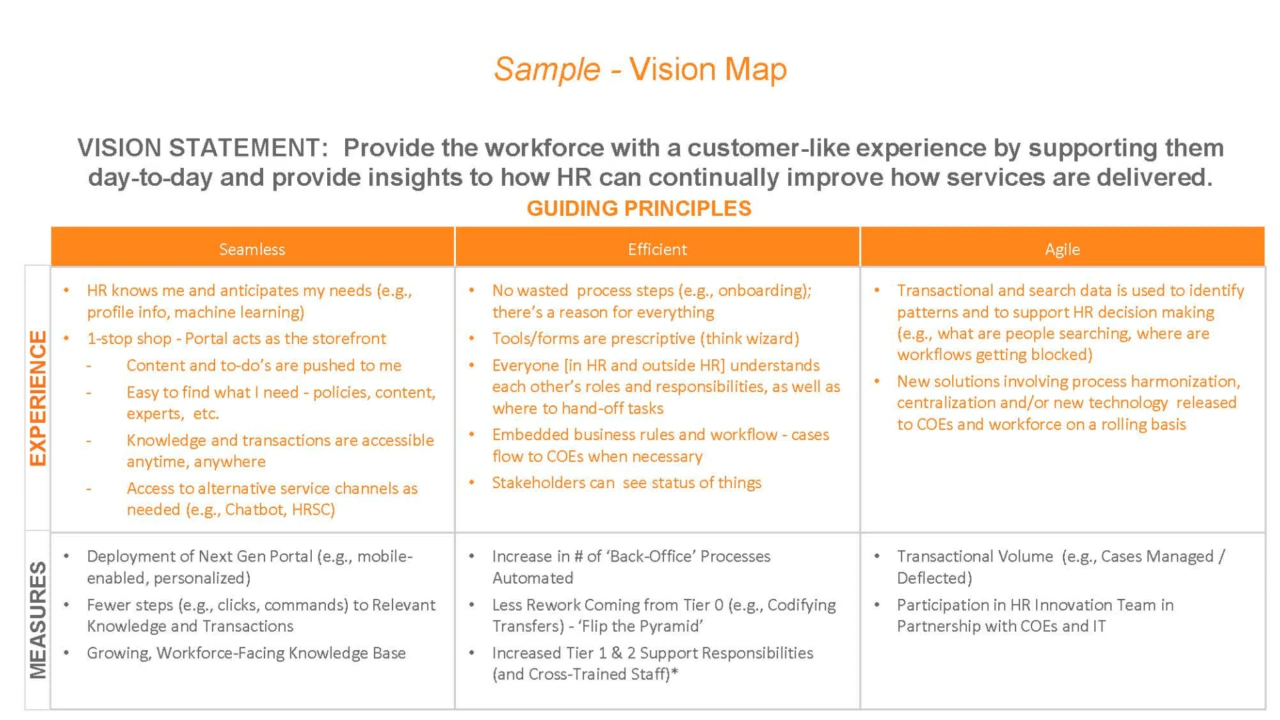 Sample - Vision Map
VISION STATEMENT: Provide the workforce with a customer-like experience by supporting them
day-to-day and provide insights to how HR can continually improve how services are delivered.
GUIDING PRINCIPLES
Seamless
Efficient
Agile
EXPERIENCE
• HR knows me and anticipates my needs (e.g.,
profile info, machine learning)
• 1-stop shop - Portal acts as the storefront
- Content and to-do's are pushed to me
- Easy to find what I need - policies, content,
experts, etc.
- Knowledge and transactions are accessible
anytime, anywhere
- Access to alternative service channels as
needed (e.g., Chatbot, HRSC)
• No wasted process steps (e.g., onboarding);
there's a reason for everything
• Tools/forms are prescriptive (think wizard)
• Everyone [in HR and outside HR] understands
each other's roles and responsibilities, as well as
where to hand-off tasks
• Embedded business rules and workflow - cases
flow to COEs when necessary
• Stakeholders can see status of things
• Transactional and search data is used to identify
patterns and to support HR decision making
(e.g., what are people searching, where are
workflows getting blocked)
• New solutions involving process harmonization,
centralization and/or new technology released
to COEs and workforce on a rolling basis
MEASURES
• Deployment of Next Gen Portal (e.g., mobile-
enabled, personalized)
• Fewer steps (e.g., clicks, commands) to Relevant
Knowledge and Transactions
• Growing, Workforce-Facing Knowledge Base
• Increase in # of 'Back-Office' Processes
Automated
• Less Rework Coming from Tier 0 (e.g., Codifying
Transfers) - 'Flip the Pyramid'
• Increased Tier 1 & 2 Support Responsibilities
(and Cross-Trained Staff)*
• Transactional Volume (e.g., Cases Managed /
Deflected)
• Participation in HR Innovation Team in
Partnership with COEs and IT